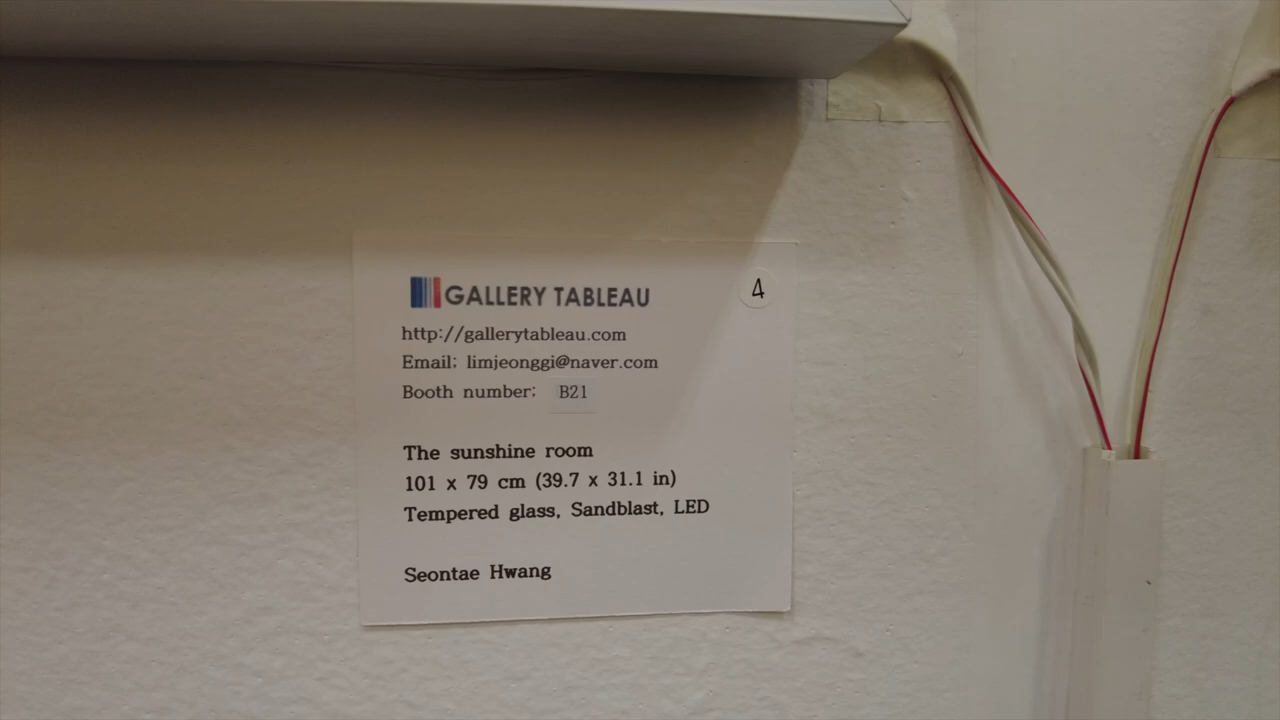 GALLERY TABLEAU
4
http://gallerytableau.com
Email: limjeonggi@naver.com
Booth number: B21
The sunshine room
101 x 79 cm (39.7 x 31.1 in)
Tempered glass, Sandblast, LED
Seontae Hwang